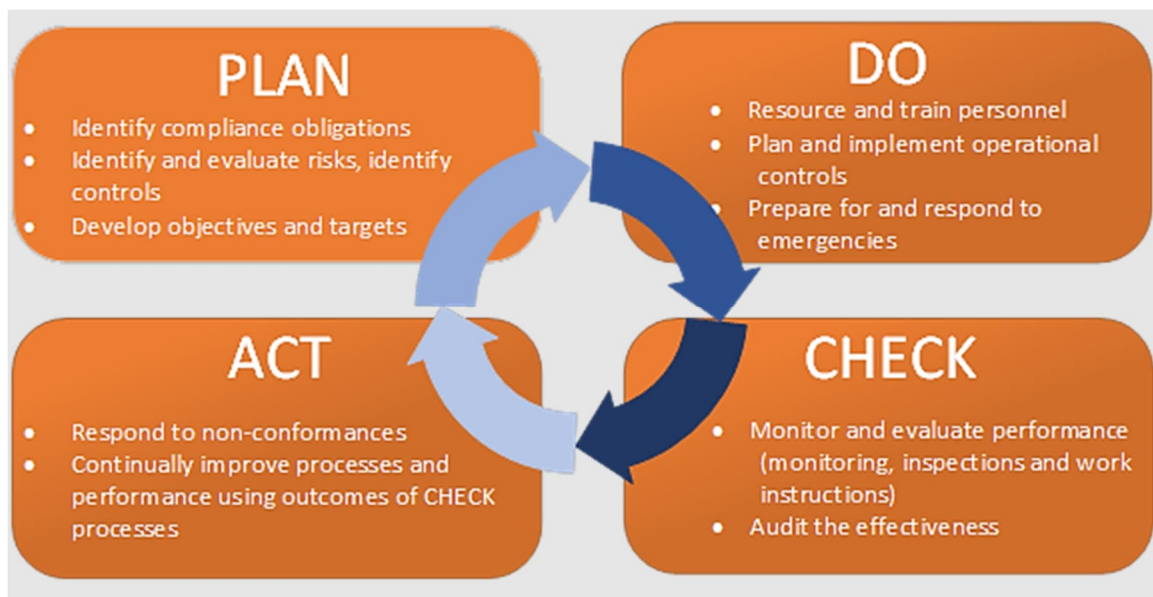 PLAN
• Identify compliance obligations
• Identify and evaluate risks, identify
controls
• Develop objectives and targets
DO
• Resource and train personnel
• Plan and implement operational
controls
• Prepare for and respond to
emergencies
ACT
• Respond to non-conformances
• Continually improve processes and
performance using outcomes of CHECK
processes
CHECK
• Monitor and evaluate performance
(monitoring, inspections and work
instructions)
• Audit the effectiveness